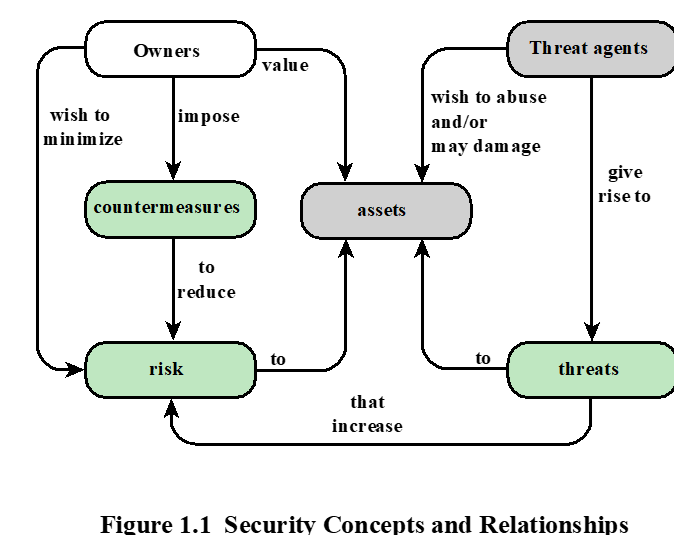 Owners
Threat agents
value
wish to
minimize
impose
wish to abuse
and/or
may damage
give
rise to
countermeasures
assets
to
reduce
risk
to
to
threats
that
increase
Figure 1.1 Security Concepts and Relationships